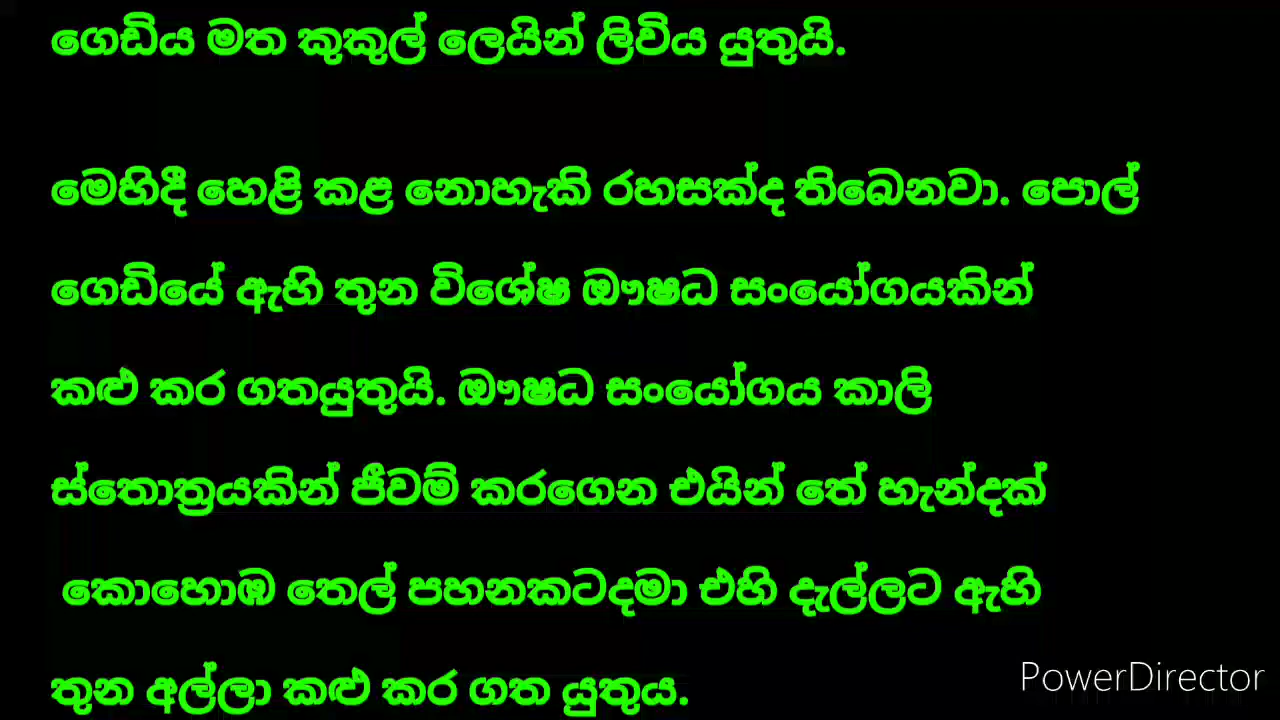 ගෙඩිය මත කුකුල් ලෙයින් ලිවිය යුතුයි.
මෙහිදී හෙළි කළ නොහැකි රහසක්ද තිබෙනවා. පොල්
ගෙඩියේ ඇහි තුන විශේෂ ඖෂධ සංයෝගයකින්
කළු කර ගතයුතුයි. ඖෂධ සංයෝගය කාලි
ස්තොත්‍රයකින් ජීවම් කරගෙන එයින් තේ හැන්දක්
කොහොඹ තෙල් පහනකටදමා එහි දැල්ලට ඇහි
තුන අල්ලා කළු කර ගත යුතුය.
PowerDirector